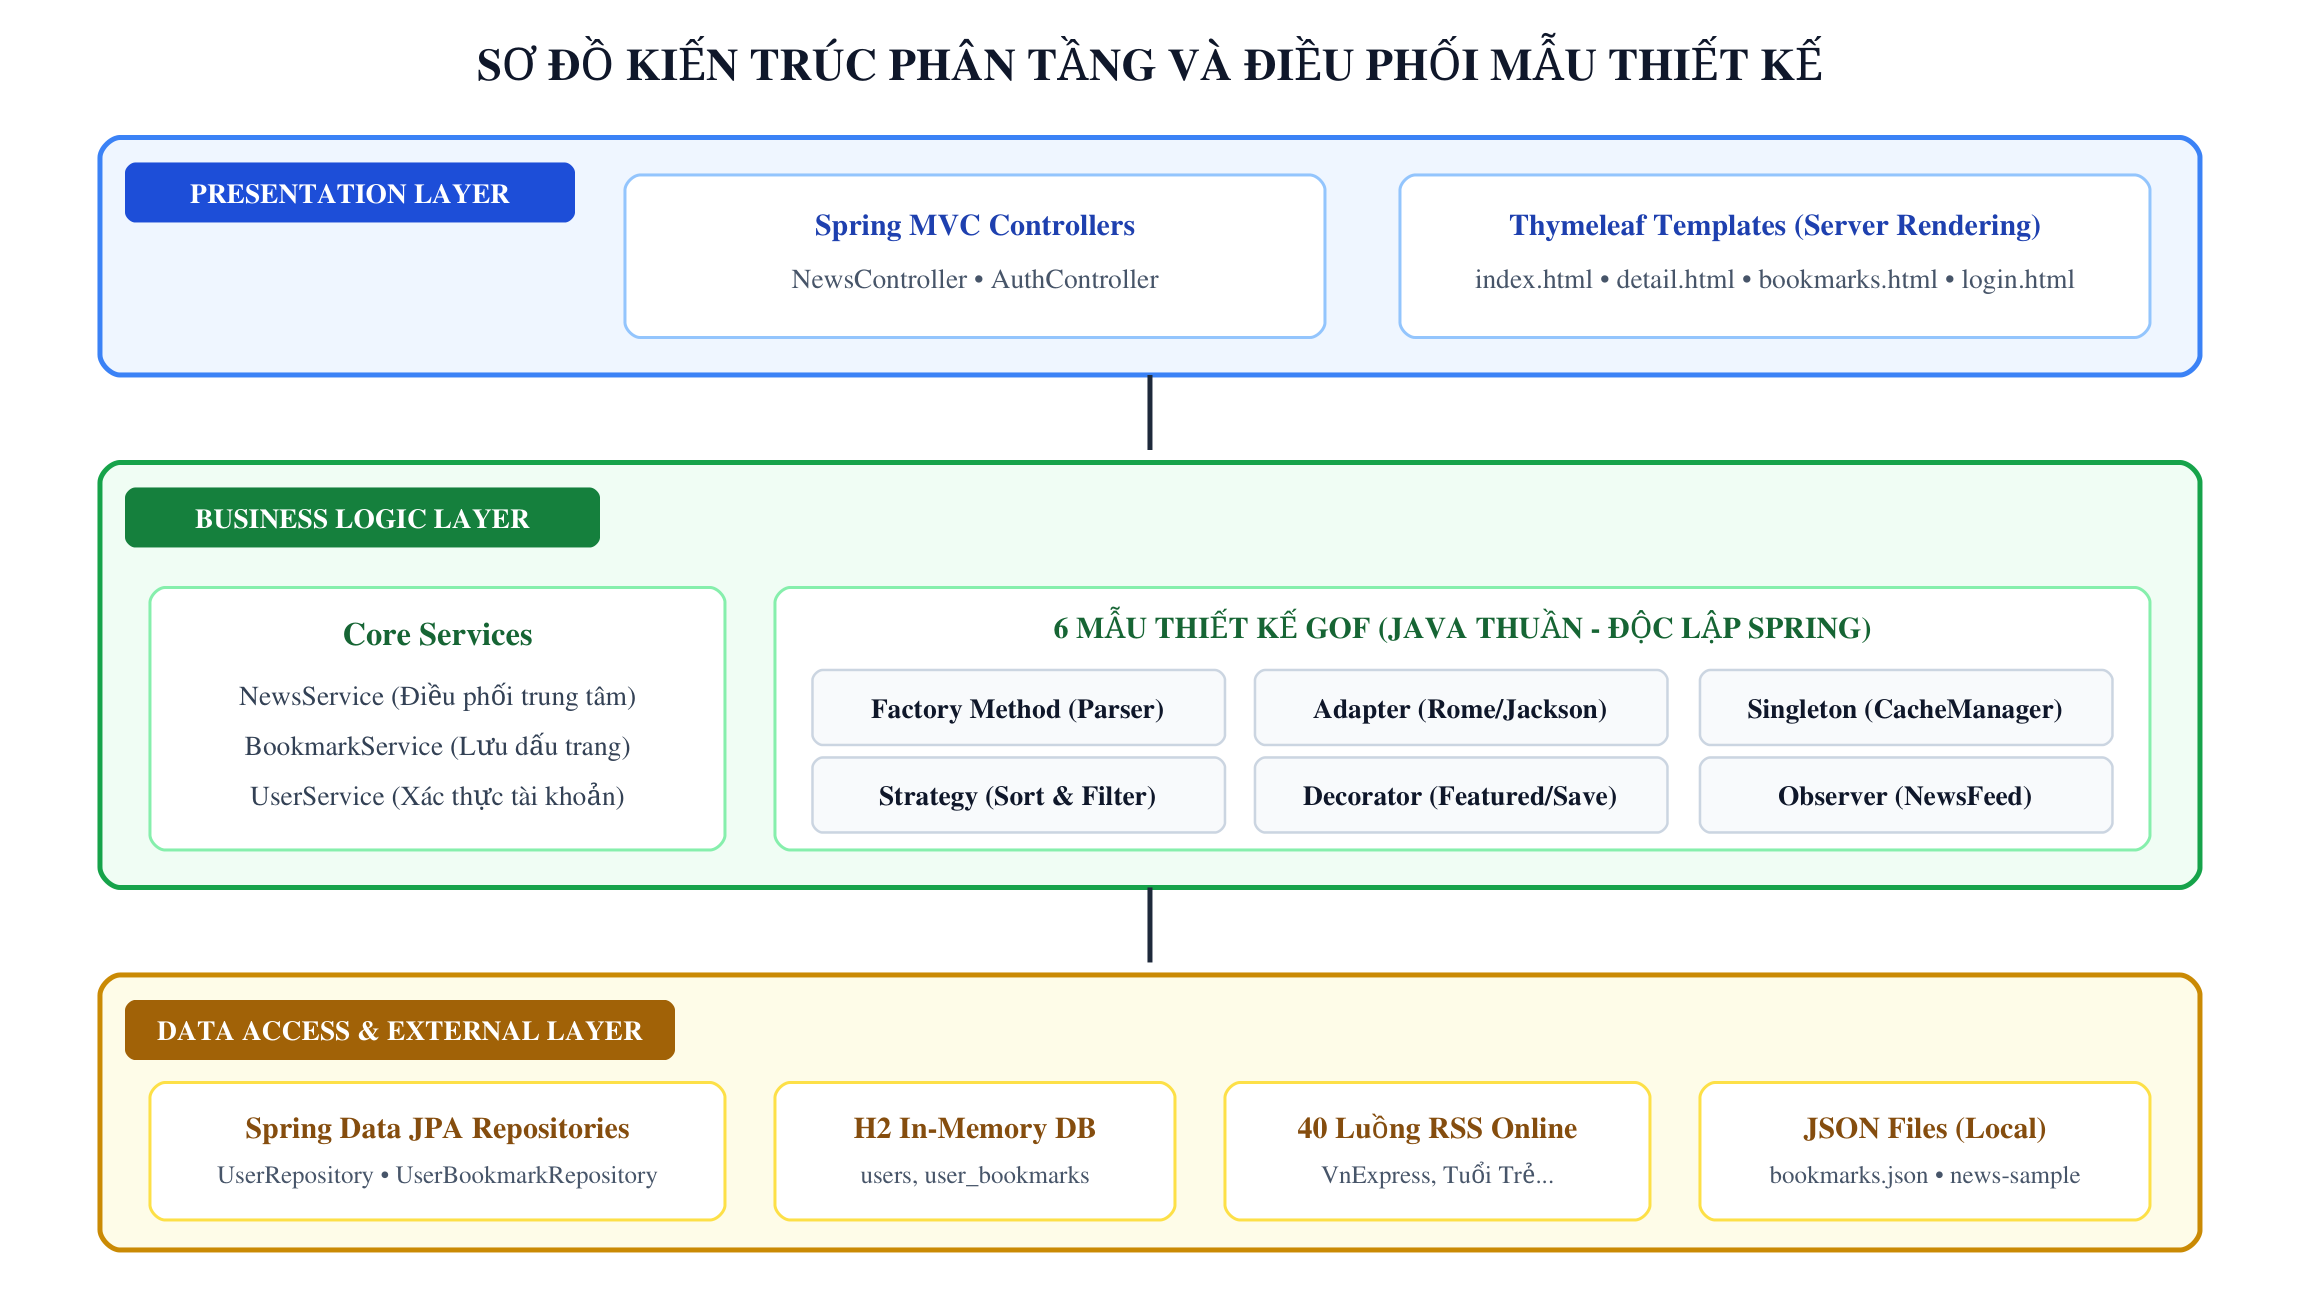 SƠ ĐỒ KIẾN TRÚC PHÂN TẦNG VÀ ĐIỀU PHỐI MẪU THIẾT KẾ
PRESENTATION LAYER
Spring MVC Controllers
NewsController • AuthController
Thymeleaf Templates (Server Rendering)
index.html • detail.html • bookmarks.html • login.html
BUSINESS LOGIC LAYER
Core Services
NewsService (Điều phối trung tâm)
BookmarkService (Lưu dấu trang)
UserService (Xác thực tài khoản)
6 MẪU THIẾT KẾ GOF (JAVA THUẦN - ĐỘC LẬP SPRING)
Factory Method (Parser)
Adapter (Rome/Jackson)
Singleton (CacheManager)
Strategy (Sort & Filter)
Decorator (Featured/Save)
Observer (NewsFeed)
DATA ACCESS & EXTERNAL LAYER
Spring Data JPA Repositories
UserRepository • UserBookmarkRepository
H2 In-Memory DB
users, user_bookmarks
40 Luồng RSS Online
VnExpress, Tuổi Trẻ...
JSON Files (Local)
bookmarks.json • news-sample